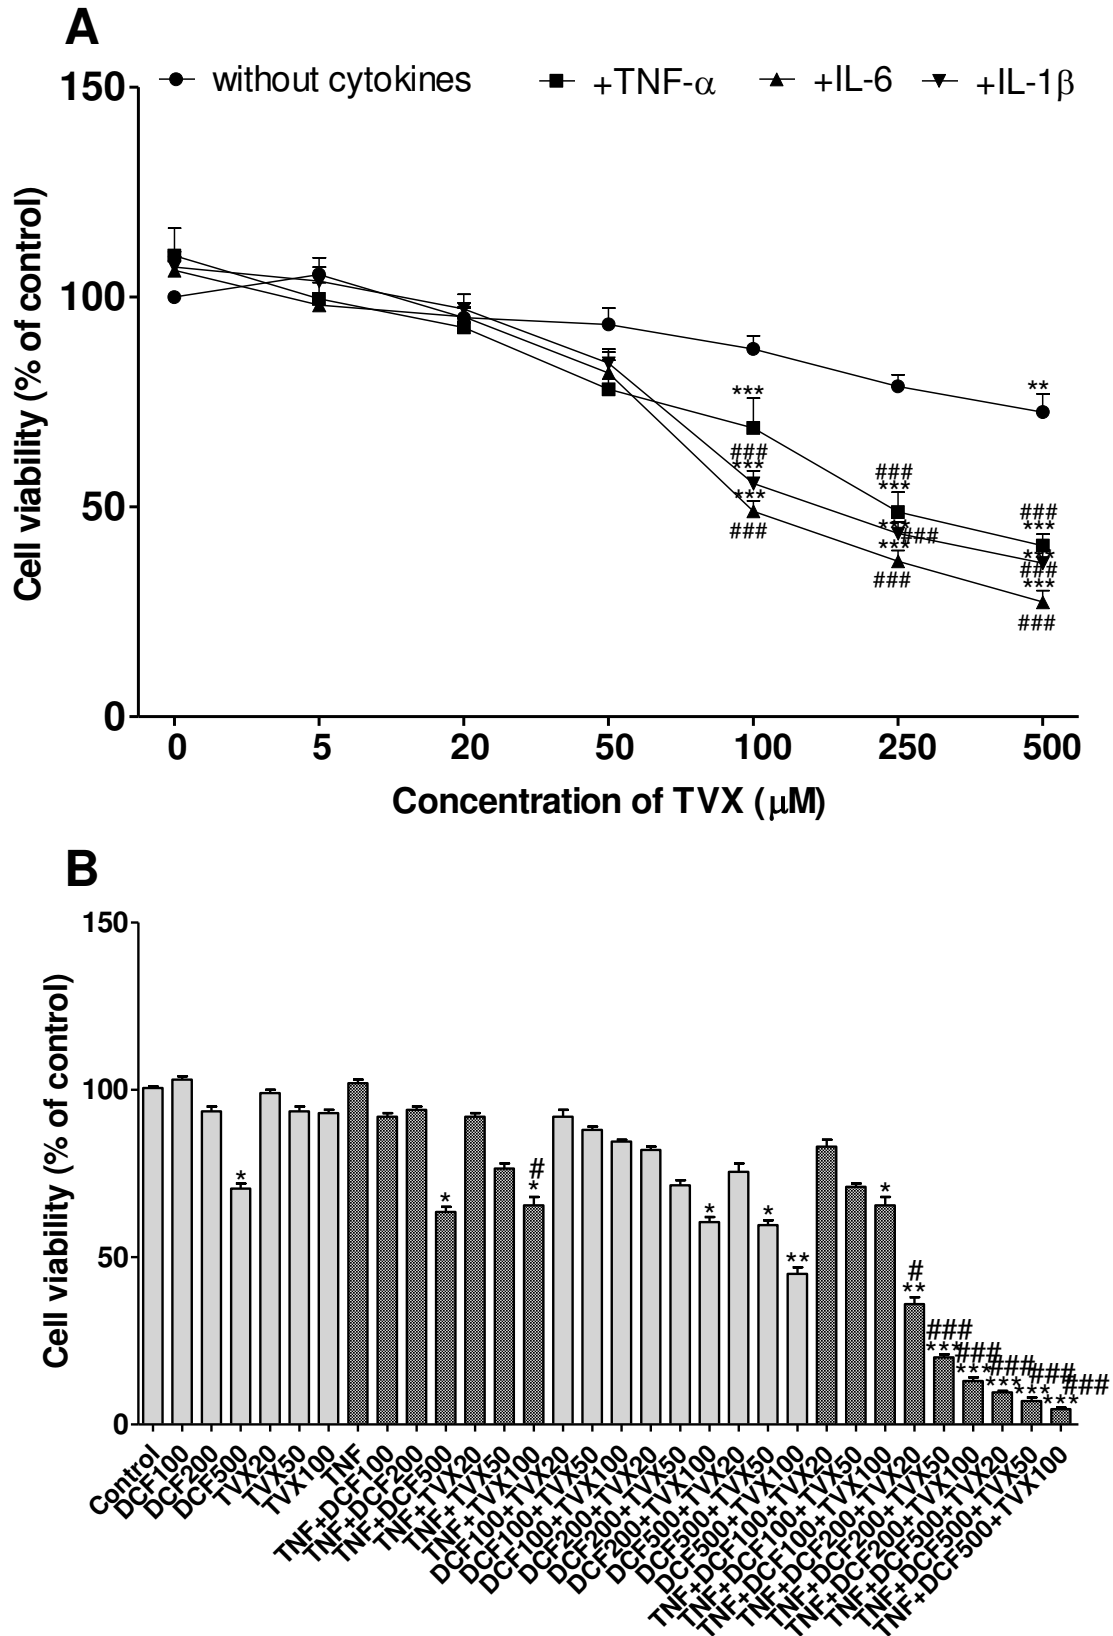 A
150
without cytokines +TNF-α +IL-6 +IL-1β
Cell viability (% of control)
100
**
***
###
***
###
***
***
###
###
***
50
***
***
###
***
###
***
###
***
###
###
0
0 5 20 50 100 250 500
Concentration of TVX (μM)
B
150
Cell viability (% of control)
100
*
*
#
*
*
*
**
*
50
#
**
###
***
###
***
###
***
###
***
###
***
0
Control
DCF100
DCF200
DCF500
TVX20
TVX50
TVX100
TNF
TNF+DCF100
TNF+DCF200
TNF+DCF500
TNF+TVX20
TNF+TVX50
TNF+TVX100
DCF100+TVX20
DCF100+TVX50
DCF100+TVX100
DCF200+TVX20
DCF200+TVX50
DCF200+TVX100
DCF500+TVX20
DCF500+TVX50
DCF500+TVX100
TNF+DCF100+TVX20
TNF+DCF100+TVX50
TNF+DCF100+TVX100
TNF+DCF200+TVX20
TNF+DCF200+TVX50
TNF+DCF200+TVX100
TNF+DCF500+TVX20
TNF+DCF500+TVX50
TNF+DCF500+TVX100